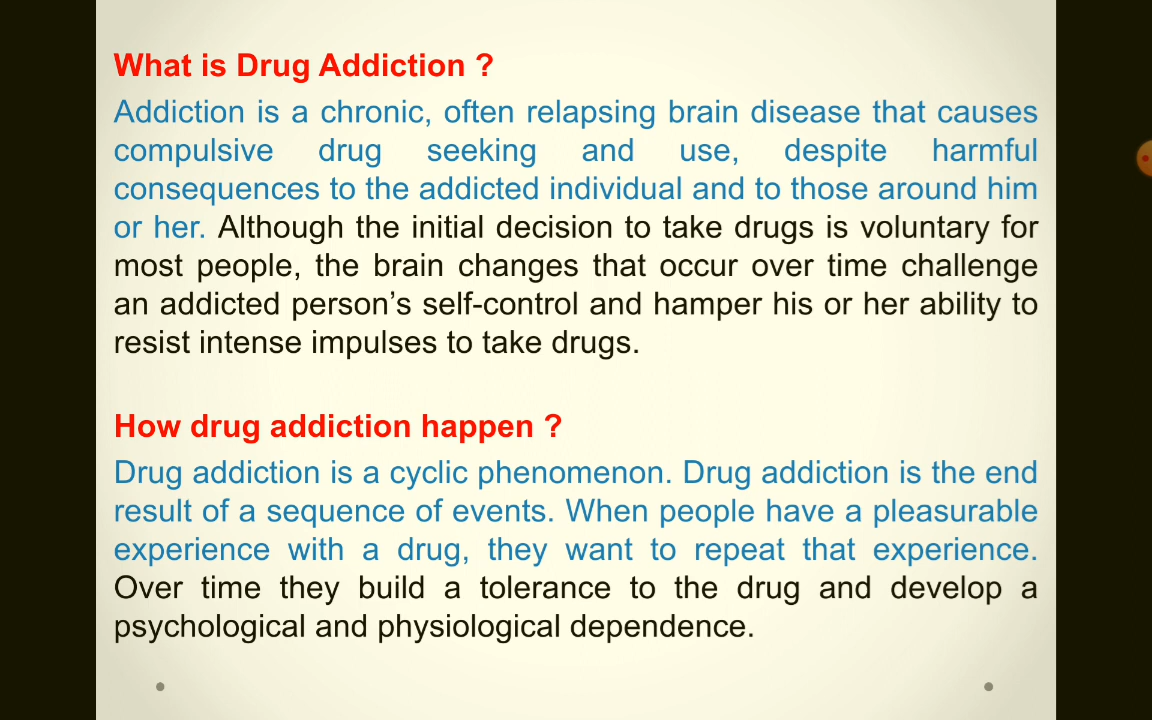 What is Drug Addiction ?
Addiction is a chronic, often relapsing brain disease that causes
compulsive drug seeking and use, despite harmful
consequences to the addicted individual and to those around him
or her. Although the initial decision to take drugs is voluntary for
most people, the brain changes that occur over time challenge
an addicted person’s self-control and hamper his or her ability to
resist intense impulses to take drugs.
How drug addiction happen ?
Drug addiction is a cyclic phenomenon. Drug addiction is the end
result of a sequence of events. When people have a pleasurable
experience with a drug, they want to repeat that experience.
Over time they build a tolerance to the drug and develop a
psychological and physiological dependence.